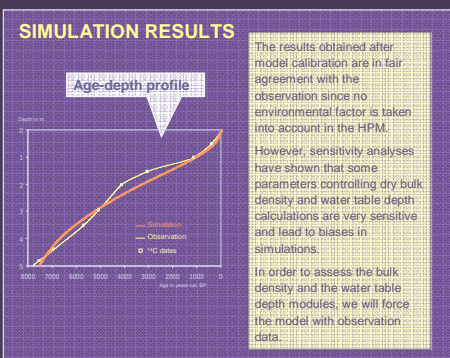 SIMULATION RESULTS
Age-depth profile
Depth in m
0
1
2
3
4
5
8000 7000 6000 5000 4000 3000 2000 1000 0
Age in years cal. BP
Simulation
Observation
¹⁴C dates
The results obtained after
model calibration are in fair
agreement with the
observation since no
environmental factor is taken
into account in the HPM.
However, sensitivity analyses
have shown that some
parameters controlling dry bulk
density and water table depth
calculations are very sensitive
and lead to biases in
simulations.
In order to assess the bulk
density and the water table
depth modules, we will force
the model with observation
data.